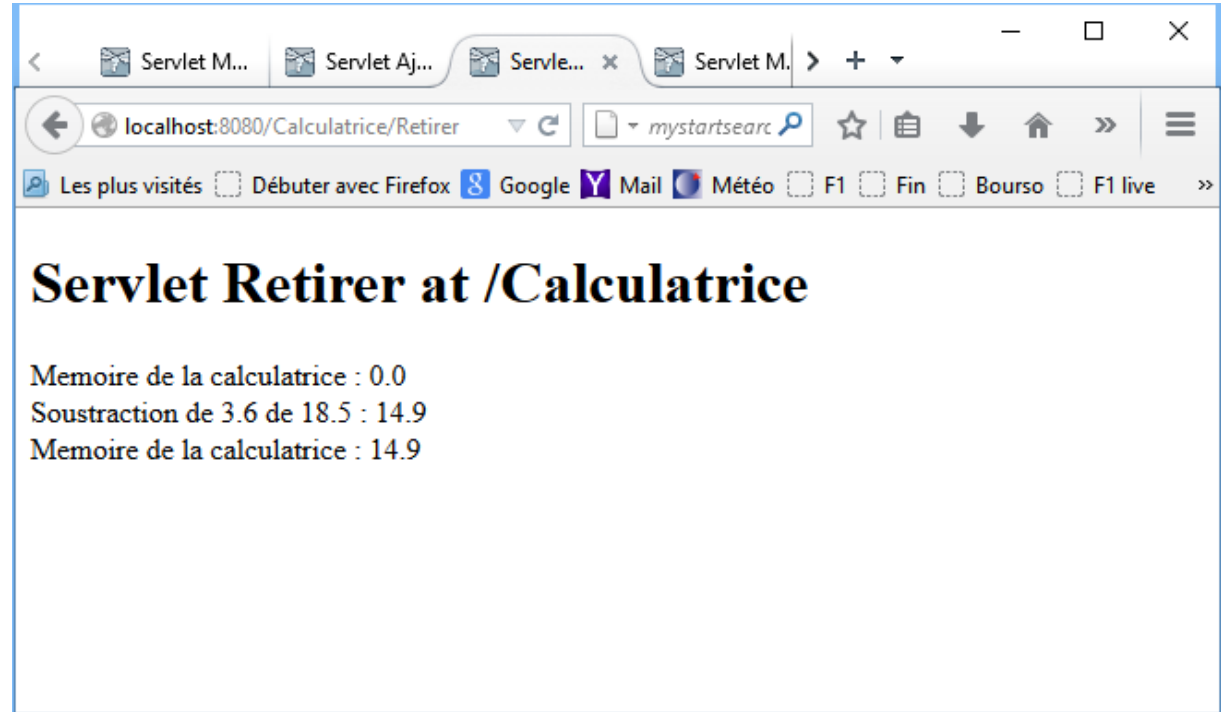 Servlet M...
Servlet Aj...
Servle...
Servlet M.
localhost:8080/Calculatrice/Retirer
mystartsearc
Les plus visités
Débuter avec Firefox
8 Google
Y Mail
Météo
F1
Fin
Bourso
F1 live
Servlet Retirer at /Calculatrice
Memoire de la calculatrice : 0.0
Soustraction de 3.6 de 18.5 : 14.9
Memoire de la calculatrice : 14.9